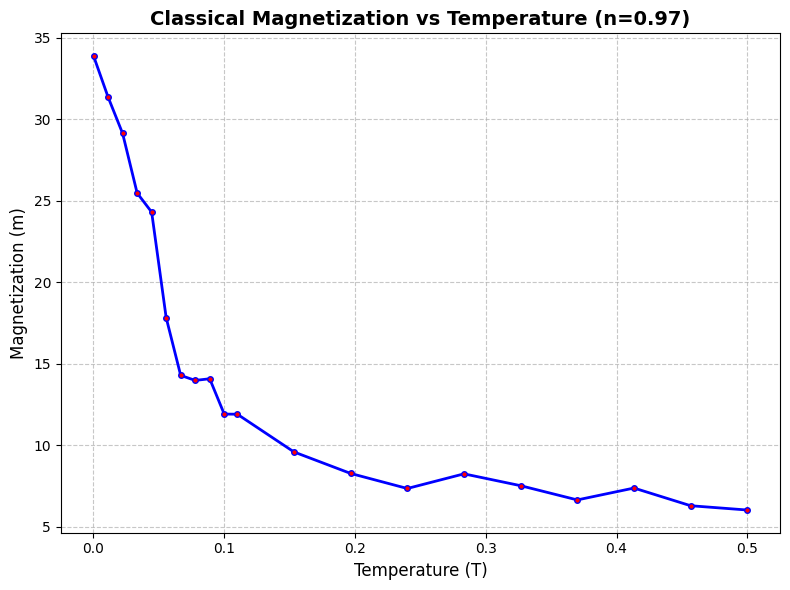 Classical Magnetization vs Temperature (n=0.97)
Magnetization (m)
35
30
25
20
15
10
5
0.0 0.1 0.2 0.3 0.4 0.5
Temperature (T)